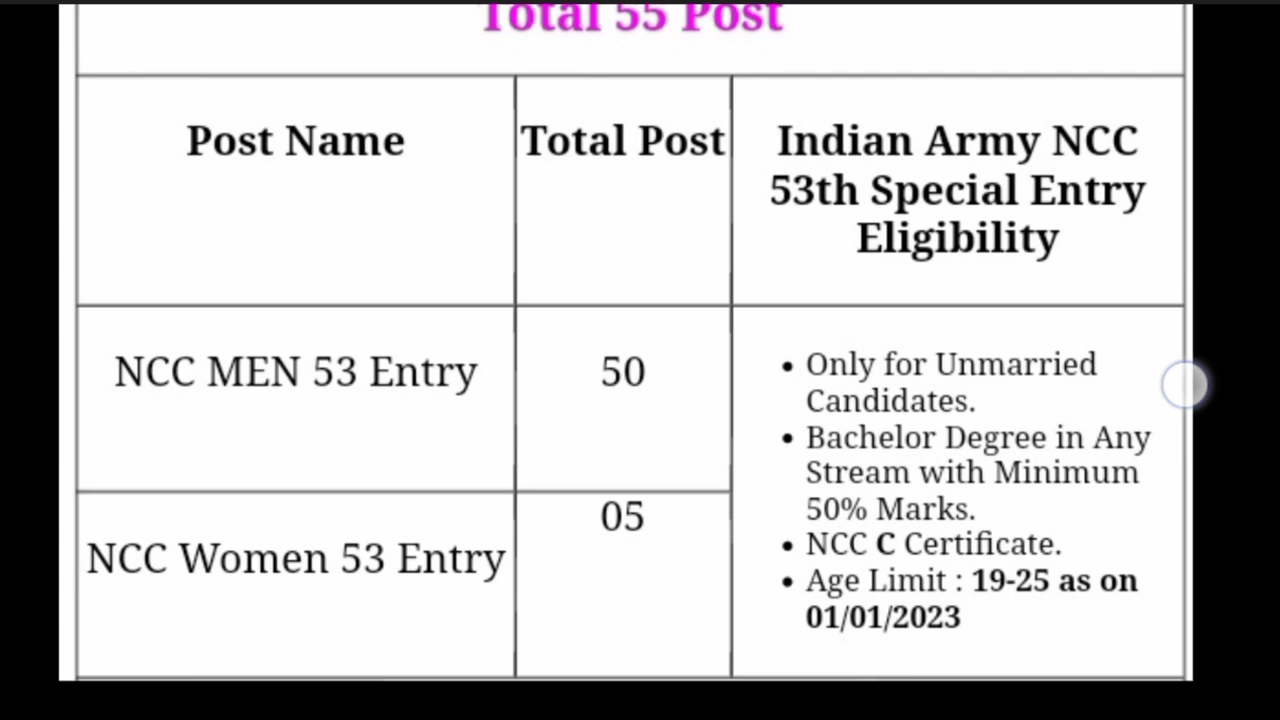 Total 55 Post
Post Name
Total Post
Indian Army NCC
53th Special Entry
Eligibility
NCC MEN 53 Entry
50
• Only for Unmarried
Candidates.
• Bachelor Degree in Any
Stream with Minimum
50% Marks.
• NCC C Certificate.
• Age Limit : 19-25 as on
01/01/2023
NCC Women 53 Entry
05